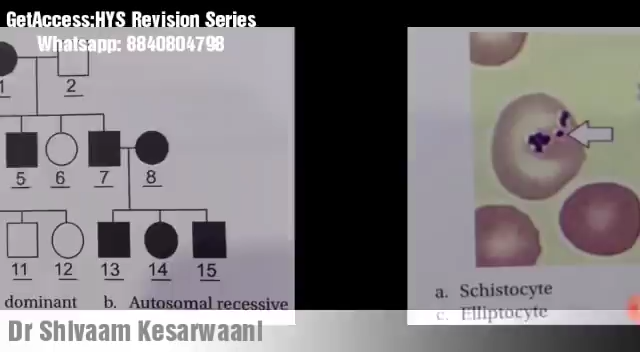 GetAccess:HYS Revision Series
Whatsapp: 8840804798
1 2
5 6 7 8
11 12 13 14 15
dominant b. Autosomal recessive
a. Schistocyte
c. Elliptocyte
Dr Shivaam Kesarwaani